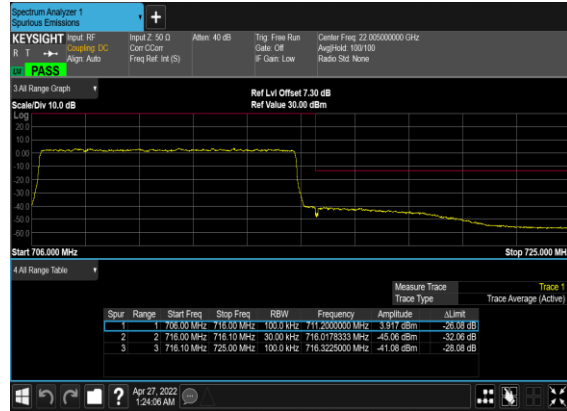 Spectrum Analyzer 1
Spurious Emissions
+
KEYSIGHT Input: RF Input Z: 50 Ω Atten: 40 dB Trig: Free Run Center Freq: 22.005000000 GHz
R T Coupling: DC Corr CCorr Gate: Off Avg|Hold: 100/100
Align: Auto Freq Ref: Int (S) IF Gain: Low Radio Std: None
PASS
3 All Range Graph
Ref Lvl Offset 7.30 dB
Scale/Div 10.0 dB Ref Value 30.00 dBm
Log
20.0
10.0
0.00
-10.0
-20.0
-30.0
-40.0
-50.0
-60.0
Start 706.000 MHz Stop 725.000 MH
4 All Range Table
Measure Trace Trace 1
Trace Type Trace Average (Active)
Spur Range Start Freq Stop Freq RBW Frequency Amplitude ΔLimit
1 1 706.00 MHz 716.00 MHz 100.0 kHz 711.2000000 MHz 3.917 dBm -26.08 dB
2 2 716.00 MHz 716.10 MHz 30.00 kHz 716.0178333 MHz -45.06 dBm -32.06 dB
3 3 716.10 MHz 725.00 MHz 100.0 kHz 716.3225000 MHz -41.08 dBm -28.08 dB
? Apr 27, 2022
1:24:06 AM